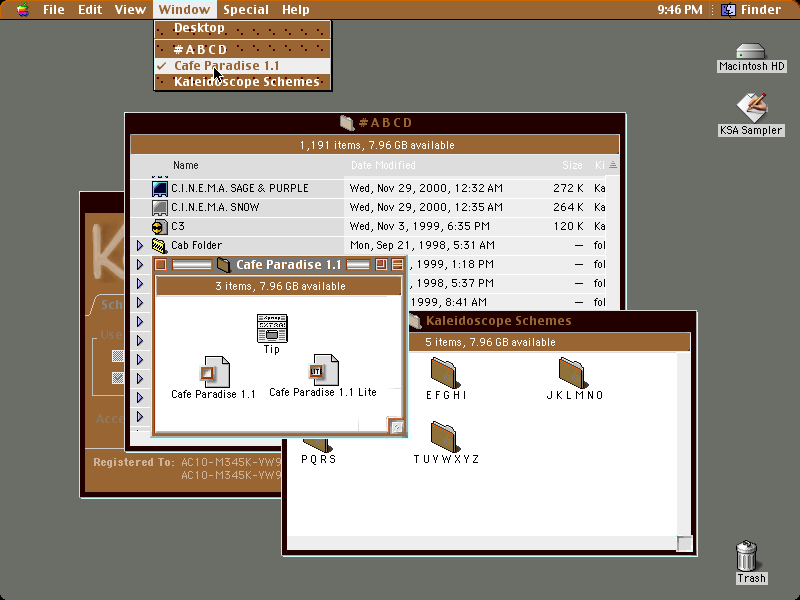 File Edit View Window Special Help 9:46 PM Finder
Desktop
#ABCD
✓ Cafe Paradise 1.1
Kaleidoscope Schemes
Macintosh HD
KSA Sampler
#ABCD
1,191 items, 7.96 GB available
Name Date Modified Size Ki
C.I.N.E.M.A. SAGE & PURPLE Wed, Nov 29, 2000, 12:32 AM 272 K Ka
C.I.N.E.M.A. SNOW Wed, Nov 29, 2000, 12:35 AM 264 K Ka
C3 Wed, Nov 3, 1999, 6:35 PM 120 K Ka
Cab Folder Mon, Sep 21, 1998, 5:31 AM — fol
, 1999, 1:18 PM — fol
, 1998, 5:37 PM — fol
1999, 8:41 AM — fol
Cafe Paradise 1.1
3 items, 7.96 GB available
Tip
Cafe Paradise 1.1
LITE
Cafe Paradise 1.1 Lite
Kaleidoscope Schemes
5 items, 7.96 GB available
EFGHI
JKLMNO
PQRS
TUVWXYZ
K
Sch
Use
Acce
Registered To: AC10-M345K-YW9
AC10-M345K-YW9
Trash